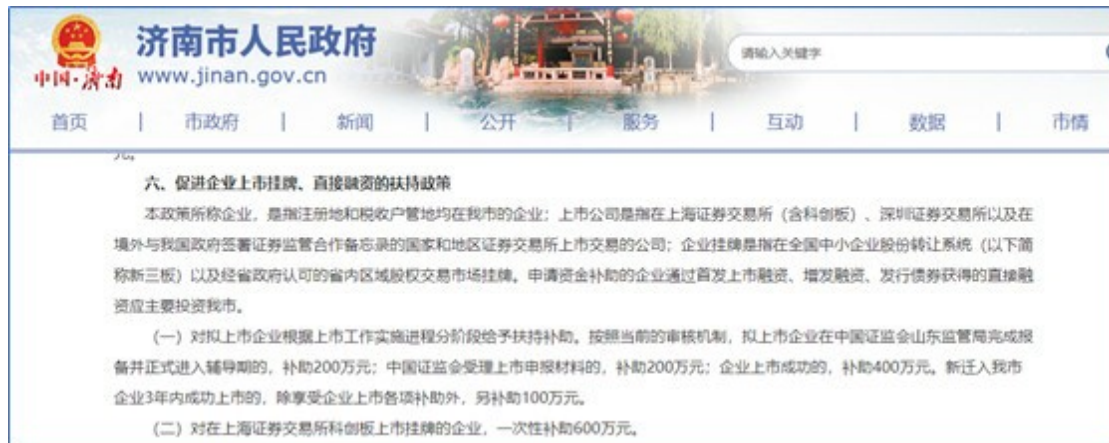 济南市人民政府
中国·济南
www.jinan.gov.cn
请输入关键字
首页 | 市政府 | 新闻 | 公开 | 服务 | 互动 | 数据 | 市情
元。
六、促进企业上市挂牌、直接融资的扶持政策
本政策所称企业，是指注册地和税收户管地均在我市的企业；上市公司是指在上海证券交易所（含科创板）、深圳证券交易所以及在
境外与我国政府签署证券监管合作备忘录的国家和地区证券交易所上市交易的公司；企业挂牌是指在全国中小企业股份转让系统（以下简
称新三板）以及经省政府认可的省内区域股权交易市场挂牌。申请资金补助的企业通过首发上市融资、增发融资、发行债券获得的直接融
资应主要投资我市。
（一）对拟上市企业根据上市工作实施进程分阶段给予扶持补助。按照当前的审核机制，拟上市企业在中国证监会山东监管局完成报
备并正式进入辅导期的，补助200万元；中国证监会受理上市申报材料的，补助200万元；企业上市成功的，补助400万元。新迁入我市
企业3年内成功上市的，除享受企业上市各项补助外，另补助100万元。
（二）对在上海证券交易所科创板上市挂牌的企业，一次性补助600万元。